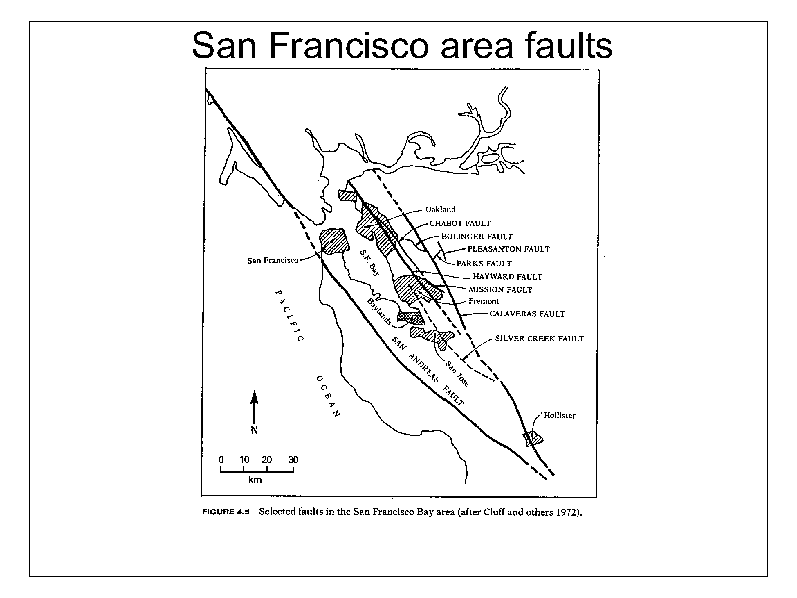 San Francisco area faults
Oakland
CHABOT FAULT
BOLINGER FAULT
PLEASANTON FAULT
PARKS FAULT
HAYWARD FAULT
MISSION FAULT
Fremont
CALAVERAS FAULT
SILVER CREEK FAULT
San Francisco
S.F. Bay
Baylands
San Jose
SAN ANDREAS FAULT
PACIFIC OCEAN
Hollister
N
0 10 20 30
km
FIGURE 4.5 Selected faults in the San Francisco Bay area (after Cluff and others 1972).